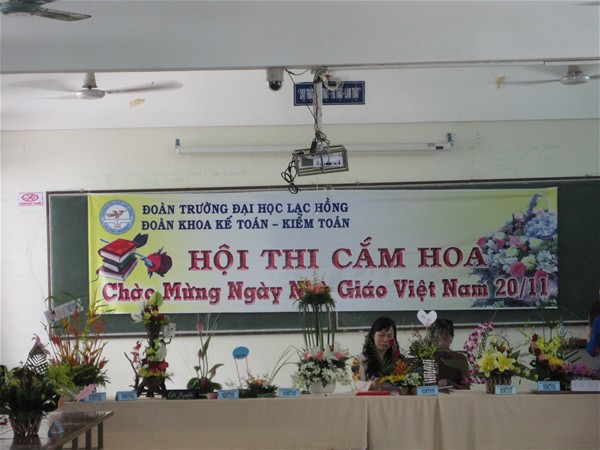 ĐOÀN TRƯỜNG ĐẠI HỌC LẠC HỒNG
ĐOÀN KHOA KẾ TOÁN - KIỂM TOÁN
HỘI THI CẮM HOA
Chào Mừng Ngày Nhà Giáo Việt Nam 20/11